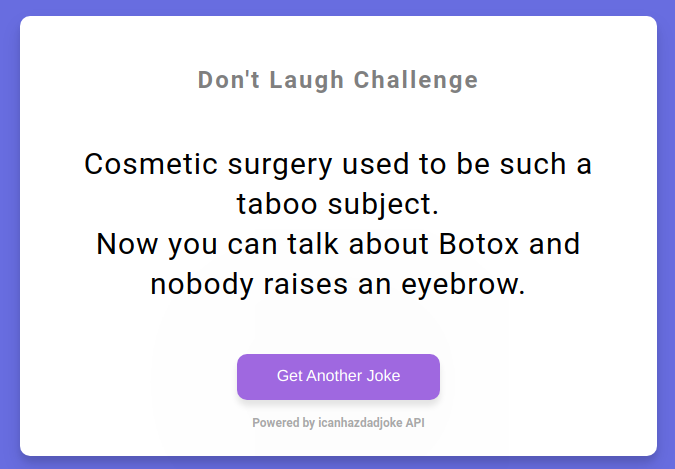 Don't Laugh Challenge
Cosmetic surgery used to be such a
taboo subject.
Now you can talk about Botox and
nobody raises an eyebrow.
Get Another Joke
Powered by icanhazdadjoke API